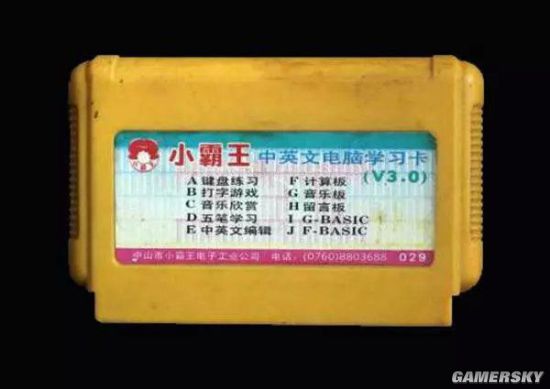 小霸王 中英文电脑学习卡
(V3.0)
A 键盘练习
B 打字游戏
C 音乐欣赏
D 五笔学习
E 中英文编辑
F 计算板
G 音乐板
H 留言板
I G-BASIC
J F-BASIC
中山市小霸王电子工业公司 电话:(0760)8803688 029
GAMERSKY